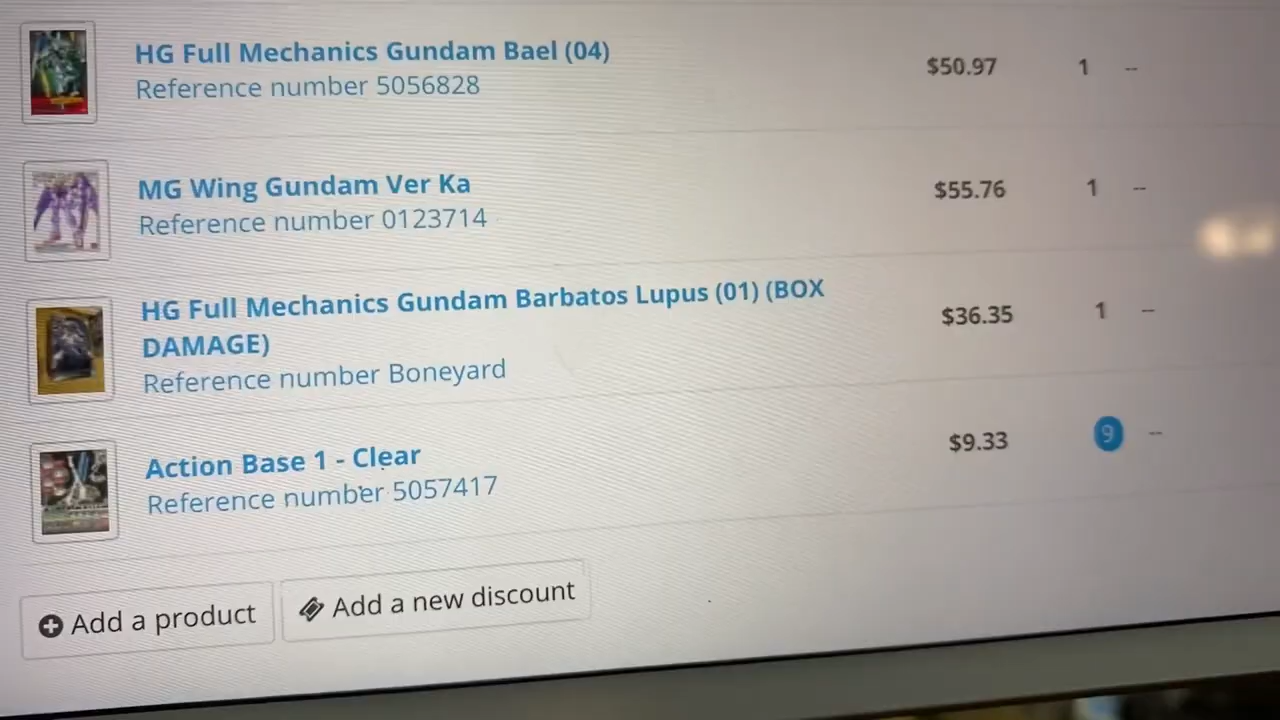 HG Full Mechanics Gundam Bael (04)
Reference number 5056828
$50.97 1 --
MG Wing Gundam Ver Ka
Reference number 0123714
$55.76 1 --
HG Full Mechanics Gundam Barbatos Lupus (01) (BOX
DAMAGE)
Reference number Boneyard
$36.35 1 --
Action Base 1 - Clear
Reference number 5057417
$9.33 9 --
Add a product
Add a new discount